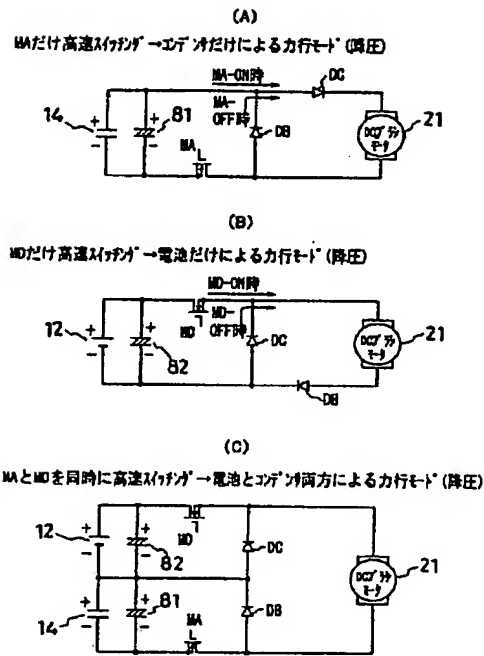 (A)
MAだけ高速スイッチング→コンデンサだけによる力行モード(降圧)
MA-ON時
DC
MA-
OFF時
14
+
-
+
-
81
DB
MA
DCブラシ
モータ
21
(B)
MDだけ高速スイッチング→電池だけによる力行モード(降圧)
MD-ON時
MD-
OFF時
12
+
-
+
-
82
MD
DC
DB
DCブラシ
モータ
21
(C)
MAとMDを同時に高速スイッチング→電池とコンデンサ両方による力行モード(降圧)
12
+
-
+
-
82
MD
DC
DCブラシ
モータ
21
14
+
-
+
-
81
MA
DB